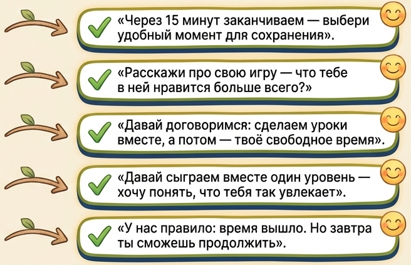 «Через 15 минут заканчиваем — выбери
удобный момент для сохранения».
«Расскажи про свою игру — что тебе
в ней нравится больше всего?»
«Давай договоримся: сделаем уроки
вместе, а потом — твоё свободное время».
«Давай сыграем вместе один уровень —
хочу понять, что тебя так увлекает».
«У нас правило: время вышло. Но завтра
ты сможешь продолжить».